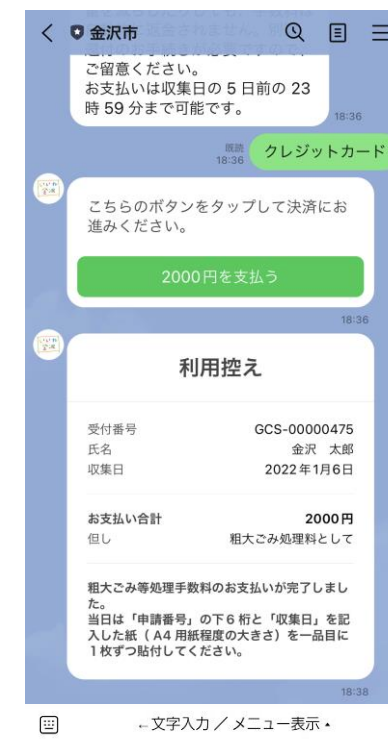 金沢市
ご留意ください。
お支払いは収集日の 5 日前の 23
時 59 分まで可能です。
18:36
既読
18:36
クレジットカード
こちらのボタンをタップして決済にお
進みください。
2000円を支払う
18:36
利用控え
受付番号 GCS-00000475
氏名 金沢 太郎
収集日 2022年1月6日
お支払い合計 2000円
但し 粗大ごみ処理料として
粗大ごみ等処理手数料のお支払いが完了しまし
た。
当日は「申請番号」の下6 桁と「収集日」を記
入した紙（ A4 用紙程度の大きさ）を一品目に
1 枚ずつ貼付してください。
18:38
←文字入力 ／ メニュー表示▲